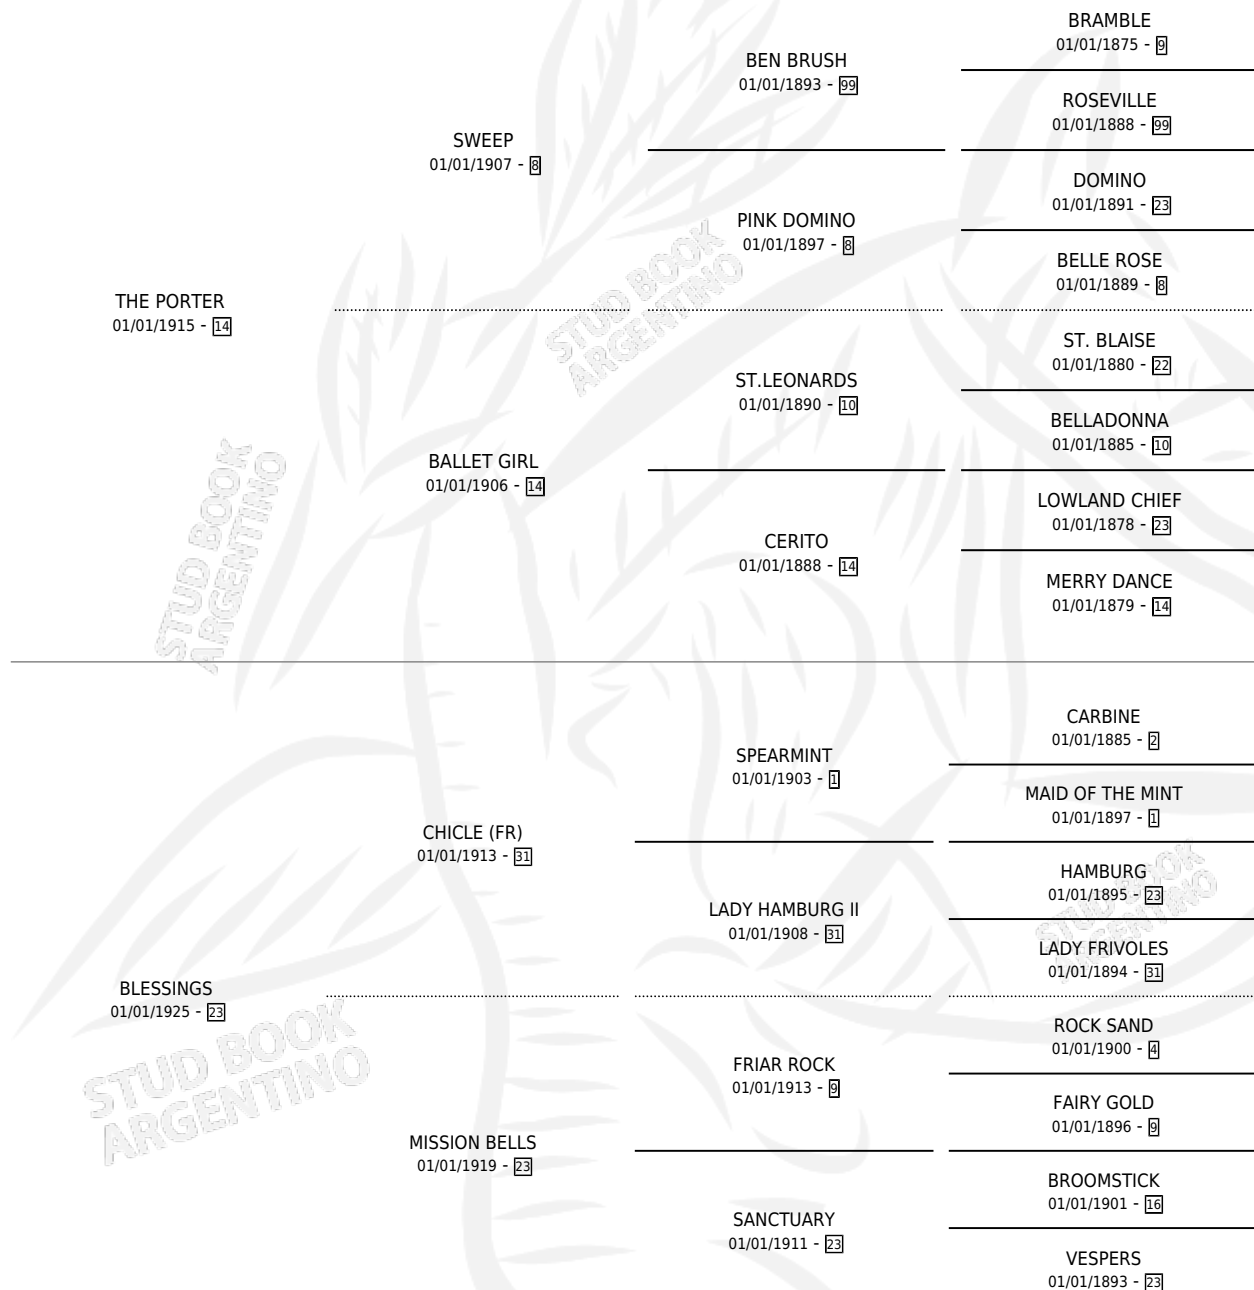 BRAMBLE
01/01/1875 - 9
BEN BRUSH
01/01/1893 - 99
ROSEVILLE
01/01/1888 - 99
SWEEP
01/01/1907 - 8
DOMINO
01/01/1891 - 23
PINK DOMINO
01/01/1897 - 8
BELLE ROSE
01/01/1889 - 8
THE PORTER
01/01/1915 - 14
ST. BLAISE
01/01/1880 - 22
ST.LEONARDS
01/01/1890 - 10
BELLADONNA
01/01/1885 - 10
BALLET GIRL
01/01/1906 - 14
LOWLAND CHIEF
01/01/1878 - 23
CERITO
01/01/1888 - 14
MERRY DANCE
01/01/1879 - 14
CARBINE
01/01/1885 - 2
SPEARMINT
01/01/1903 - 1
MAID OF THE MINT
01/01/1897 - 1
CHICLE (FR)
01/01/1913 - 31
HAMBURG
01/01/1895 - 23
LADY HAMBURG II
01/01/1908 - 31
LADY FRIVOLES
01/01/1894 - 31
BLESSINGS
01/01/1925 - 23
ROCK SAND
01/01/1900 - 4
FRIAR ROCK
01/01/1913 - 9
FAIRY GOLD
01/01/1896 - 9
MISSION BELLS
01/01/1919 - 23
BROOMSTICK
01/01/1901 - 16
SANCTUARY
01/01/1911 - 23
VESPERS
01/01/1893 - 23
STUD BOOK
ARGENTINO
STUD BOOK
ARGENTINO
STUD BOOK
ARGENTINO
STUD BOOK
ARGENTINO